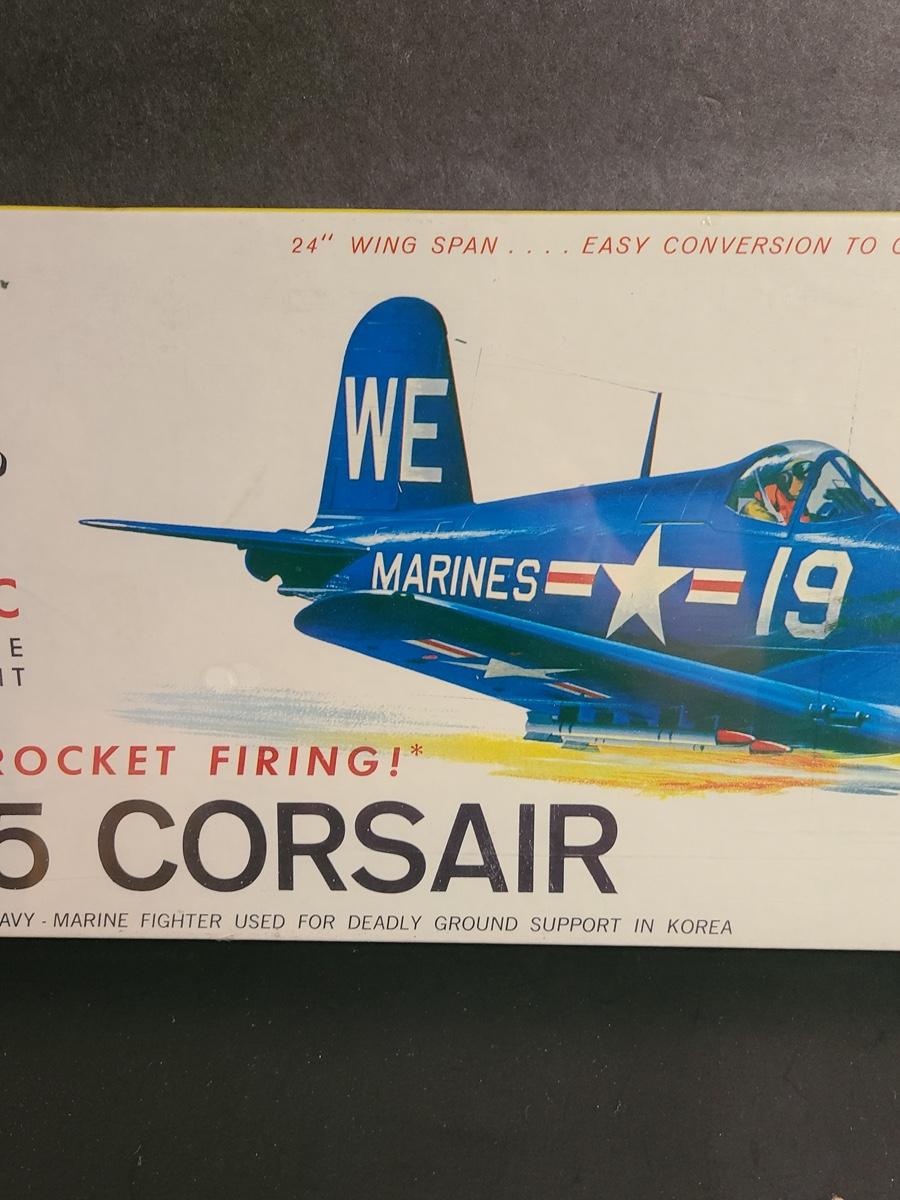 24" WING SPAN . . . . EASY CONVERSION TO
WE
MARINES
19
C
E
IT
ROCKET FIRING!*
5 CORSAIR
AVY - MARINE FIGHTER USED FOR DEADLY GROUND SUPPORT IN KOREA